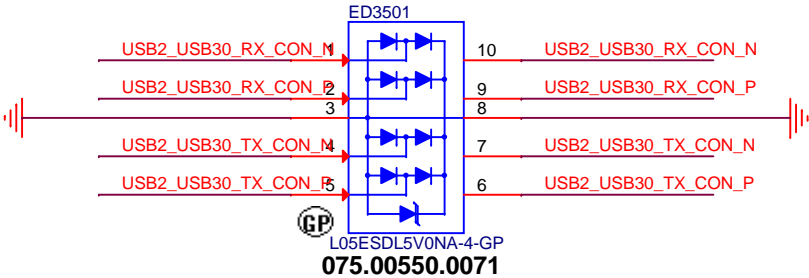 ED3501
USB2_USB30_RX_CON_N 1 10 USB2_USB30_RX_CON_N
USB2_USB30_RX_CON_P 2 9 USB2_USB30_RX_CON_P
3 8
USB2_USB30_TX_CON_N 4 7 USB2_USB30_TX_CON_N
USB2_USB30_TX_CON_P 5 6 USB2_USB30_TX_CON_P
GP
L05ESDL5V0NA-4-GP
075.00550.0071